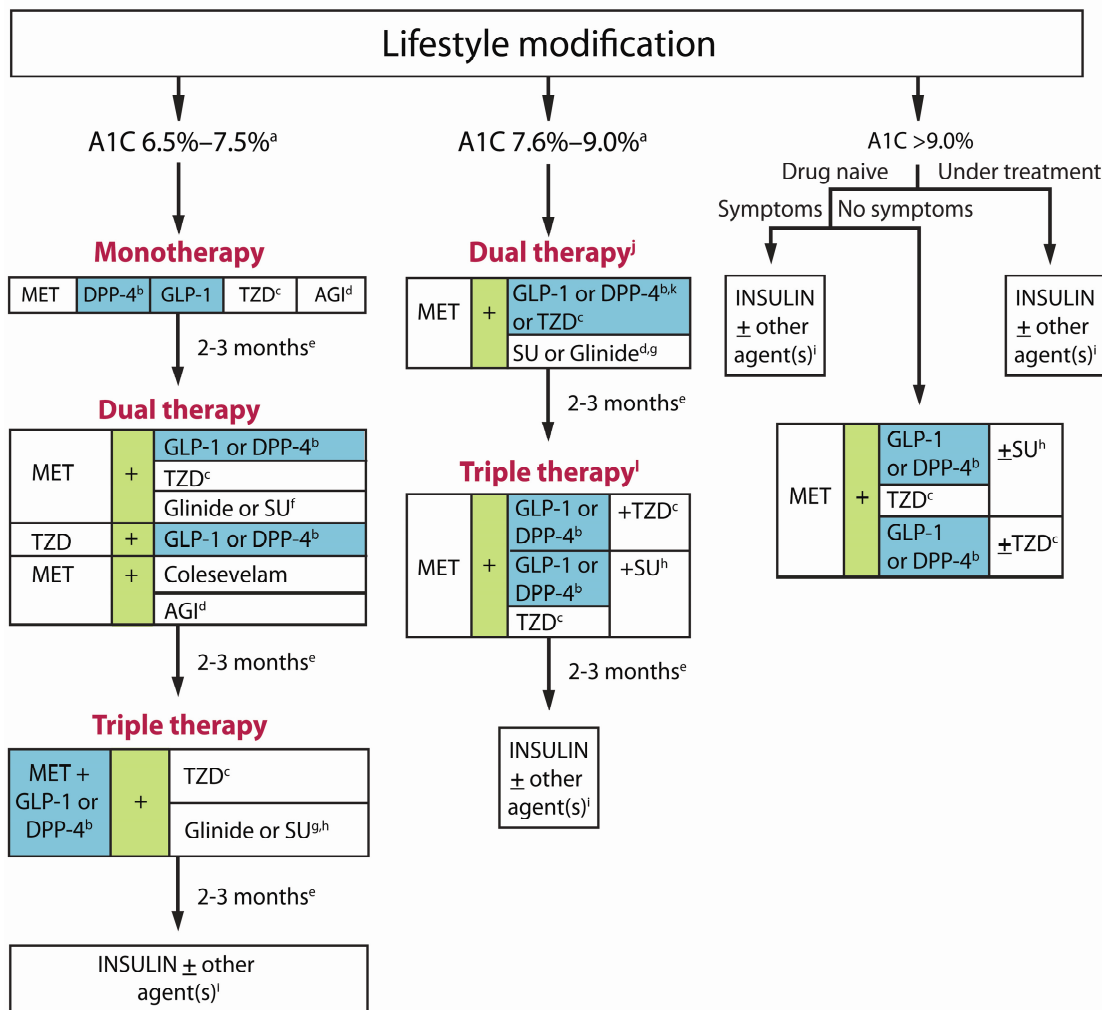 Lifestyle modification
A1C 6.5%–7.5%ᵃ
Monotherapy
MET DPP-4ᵇ GLP-1 TZDᶜ AGIᵈ
2-3 monthsᵉ
Dual therapy
MET + GLP-1 or DPP-4ᵇ
TZDᶜ
Glinide or SUᶠ
TZD + GLP-1 or DPP-4ᵇ
MET + Colesevelam
AGIᵈ
2-3 monthsᵉ
Triple therapy
MET +
GLP-1 or
DPP-4ᵇ
+
TZDᶜ
Glinide or SUᵍ,ʰ
2-3 monthsᵉ
INSULIN ± other
agent(s)ˡ
A1C 7.6%–9.0%ᵃ
Dual therapyʲ
MET + GLP-1 or DPP-4ᵇ,ᵏ
or TZDᶜ
SU or Glinideᵈ,ᵍ
2-3 monthsᵉ
Triple therapyˡ
MET +
GLP-1 or
DPP-4ᵇ
+TZDᶜ
GLP-1 or
DPP-4ᵇ
+SUʰ
TZDᶜ
2-3 monthsᵉ
INSULIN
± other
agent(s)ⁱ
A1C >9.0%
Drug naive Under treatment
Symptoms No symptoms
INSULIN
± other
agent(s)ⁱ
INSULIN
± other
agent(s)ⁱ
MET +
GLP-1
or DPP-4ᵇ
±SUʰ
TZDᶜ
GLP-1
or DPP-4ᵇ
±TZDᶜ